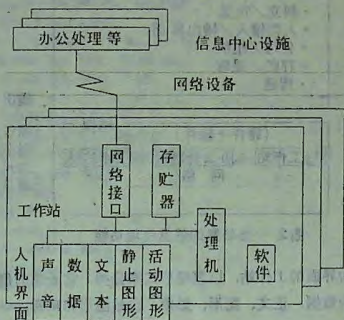 办公处理等
信息中心设施
网络设备
网络接口
存贮器
工作站
处理机
软件
人机界面
声音
数据
文本
静止图形
活动图形